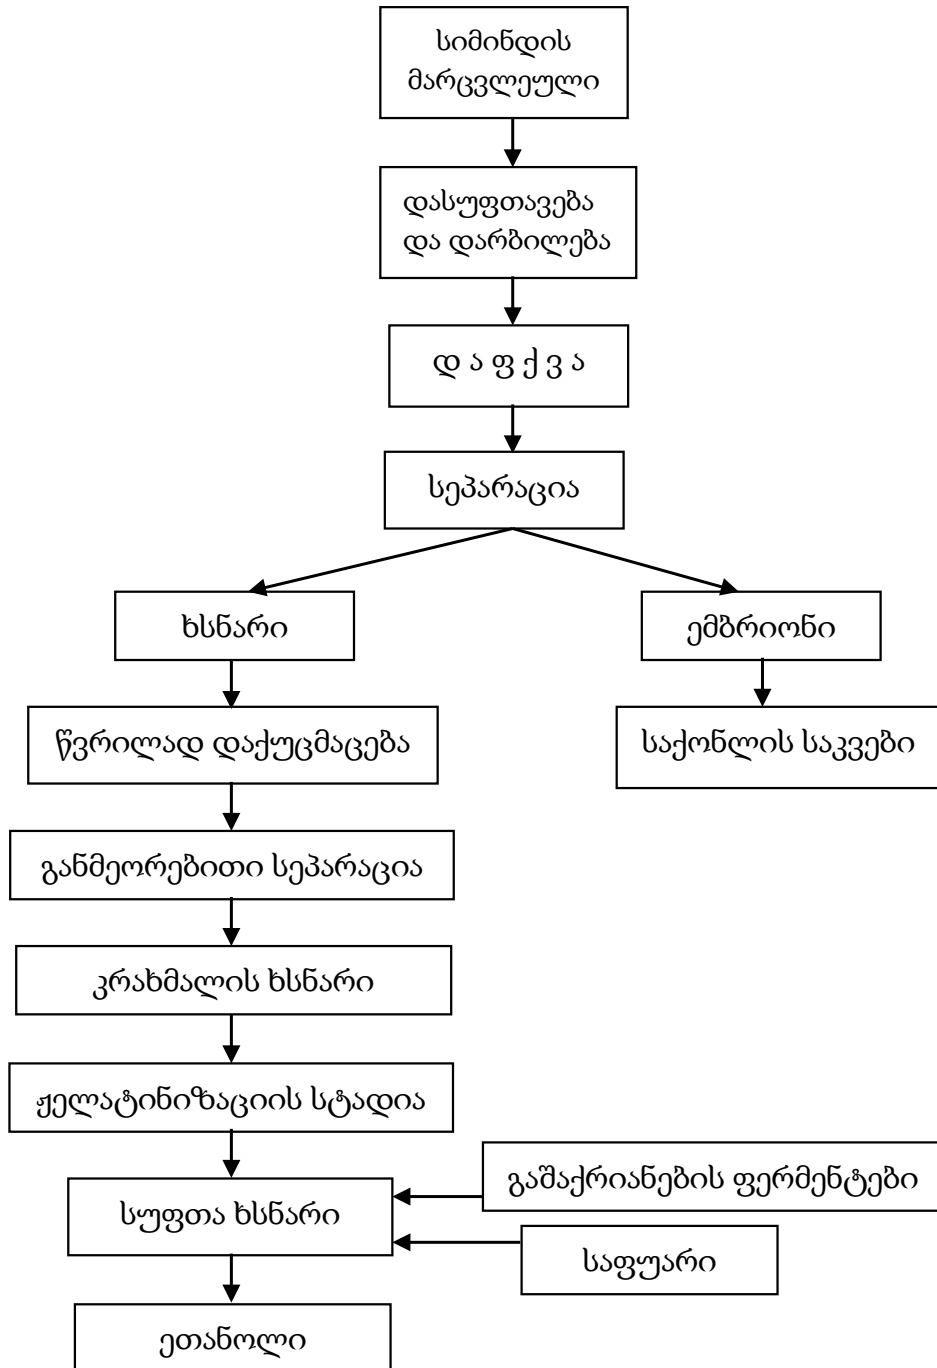 სიმინდის
მარცვლეული
დასუფთავება
და დარბილება
დ ა ფ ქ ვ ა
სეპარაცია
ხსნარი
ემბრიონი
წვრილად დაქუცმაცება
საქონლის საკვები
განმეორებითი სეპარაცია
კრახმალის ხსნარი
ჟელატინიზაციის სტადია
გაშაქრიანების ფერმენტები
სუფთა ხსნარი
საფუარი
ეთანოლი